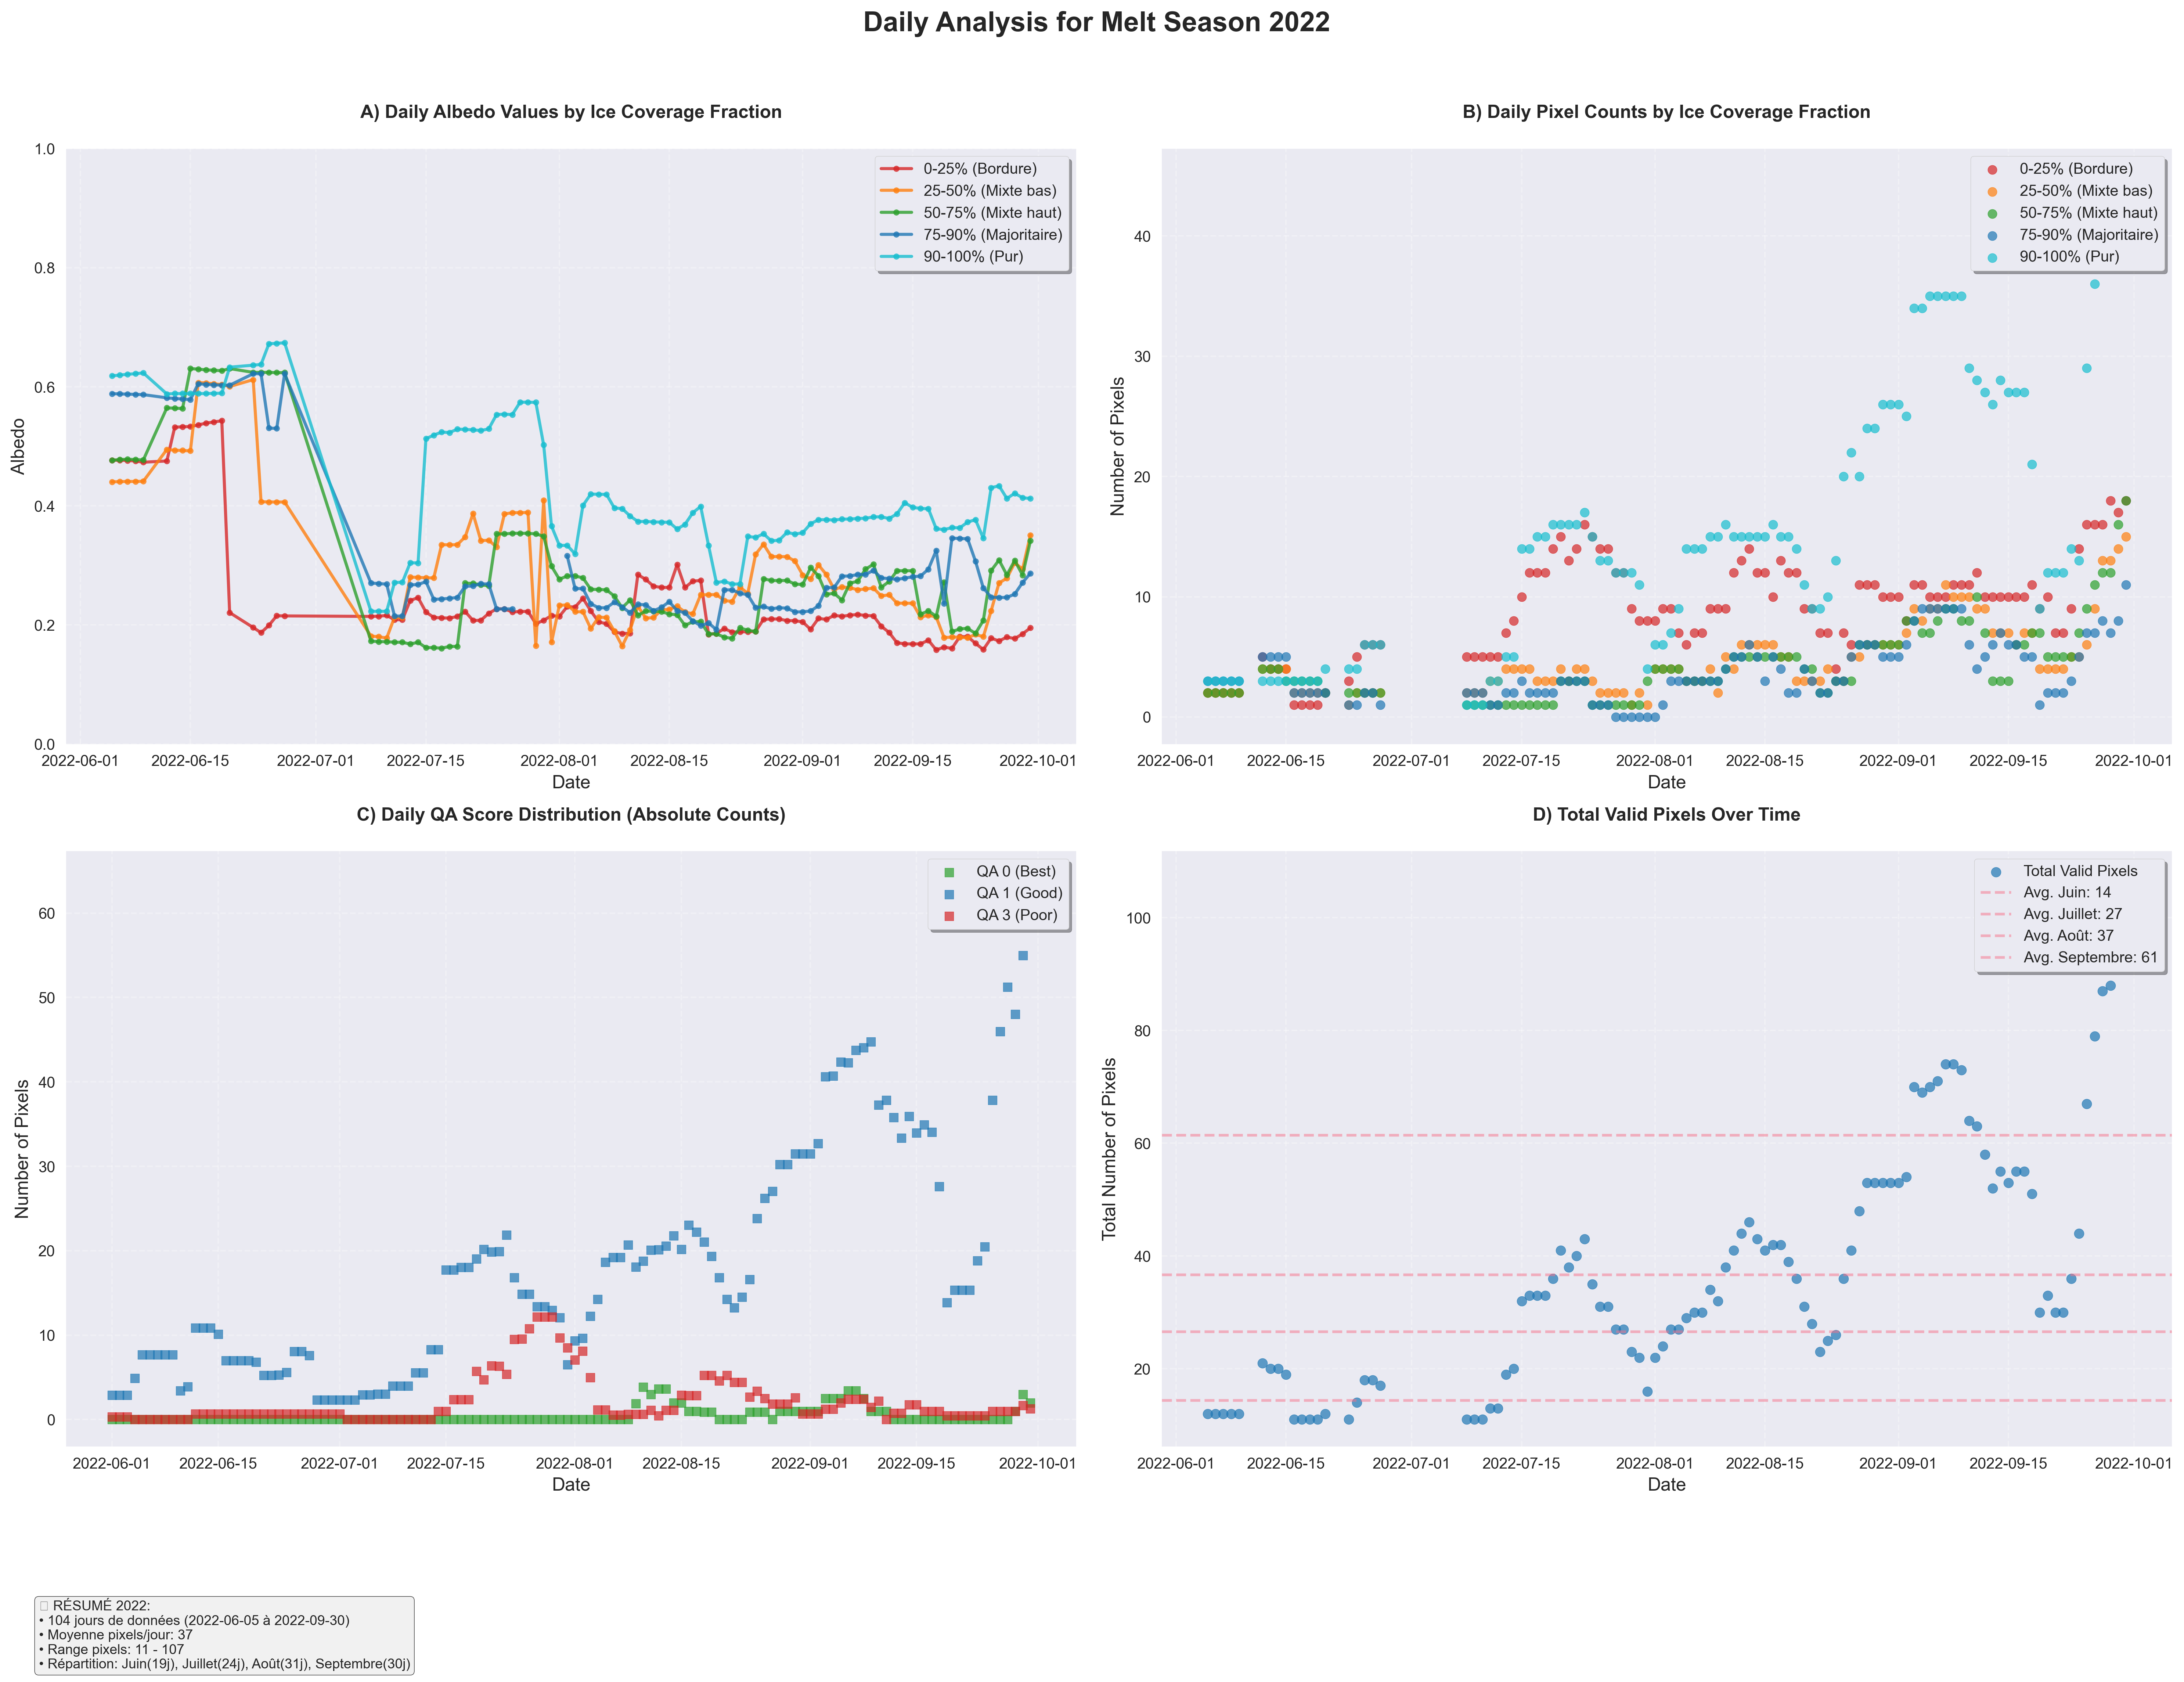 Daily Analysis for Melt Season 2022
A) Daily Albedo Values by Ice Coverage Fraction
Albedo
1.0
0.8
0.6
0.4
0.2
0.0
0-25% (Bordure)
25-50% (Mixte bas)
50-75% (Mixte haut)
75-90% (Majoritaire)
90-100% (Pur)
2022-06-01
2022-06-15
2022-07-01
2022-07-15
2022-08-01
2022-08-15
2022-09-01
2022-09-15
2022-10-01
Date
B) Daily Pixel Counts by Ice Coverage Fraction
Number of Pixels
40
30
20
10
0
0-25% (Bordure)
25-50% (Mixte bas)
50-75% (Mixte haut)
75-90% (Majoritaire)
90-100% (Pur)
2022-06-01
2022-06-15
2022-07-01
2022-07-15
2022-08-01
2022-08-15
2022-09-01
2022-09-15
2022-10-01
Date
C) Daily QA Score Distribution (Absolute Counts)
Number of Pixels
60
50
40
30
20
10
0
QA 0 (Best)
QA 1 (Good)
QA 3 (Poor)
2022-06-01
2022-06-15
2022-07-01
2022-07-15
2022-08-01
2022-08-15
2022-09-01
2022-09-15
2022-10-01
Date
D) Total Valid Pixels Over Time
Total Number of Pixels
100
80
60
40
20
Total Valid Pixels
Avg. Juin: 14
Avg. Juillet: 27
Avg. Août: 37
Avg. Septembre: 61
2022-06-01
2022-06-15
2022-07-01
2022-07-15
2022-08-01
2022-08-15
2022-09-01
2022-09-15
2022-10-01
Date
RÉSUMÉ 2022:
• 104 jours de données (2022-06-05 à 2022-09-30)
• Moyenne pixels/jour: 37
• Range pixels: 11 - 107
• Répartition: Juin(19j), Juillet(24j), Août(31j), Septembre(30j)